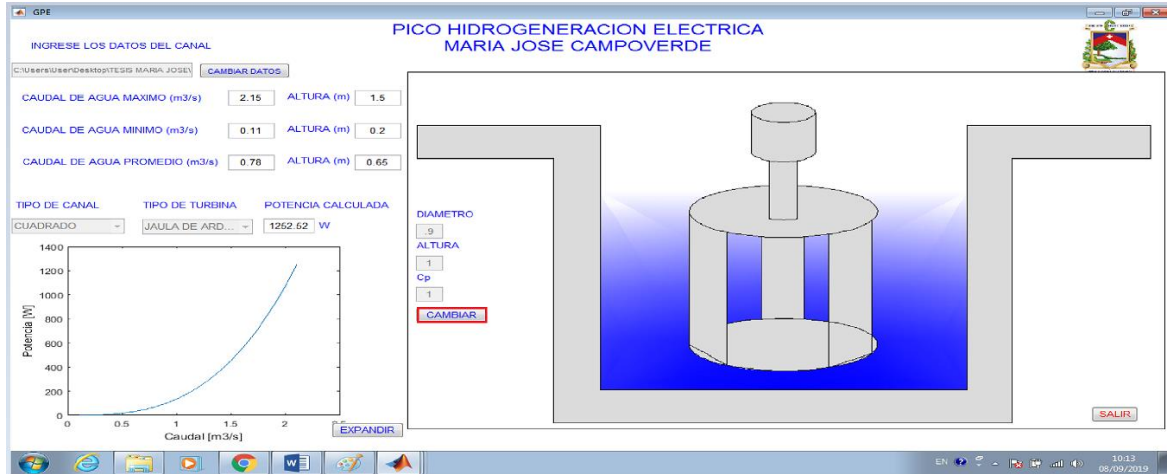 GPE
PICO HIDROGENERACION ELECTRICA
MARIA JOSE CAMPOVERDE
INGRESE LOS DATOS DEL CANAL
C:\Users\User\Desktop\TESIS MARIA JOSE\ CAMBIAR DATOS
CAUDAL DE AGUA MAXIMO (m3/s) 2.15 ALTURA (m) 1.5
CAUDAL DE AGUA MINIMO (m3/s) 0.11 ALTURA (m) 0.2
CAUDAL DE AGUA PROMEDIO (m3/s) 0.78 ALTURA (m) 0.65
TIPO DE CANAL TIPO DE TURBINA POTENCIA CALCULADA
CUADRADO JAULA DE ARD... 1252.52 W
1400
1200
1000
800
600
400
200
0
Potencia [W]
0 0.5 1 1.5 2
Caudal [m3/s]
EXPANDIR
DIAMETRO
.9
ALTURA
1
Cp
1
CAMBIAR
SALIR
EN 10:13
08/09/2019